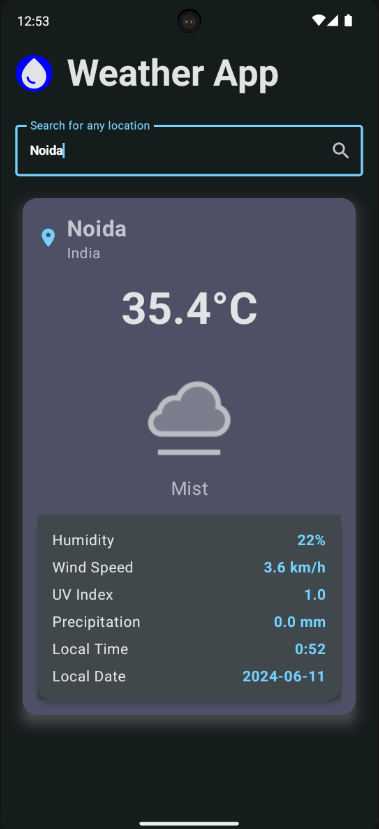 12:53
Weather App
Search for any location
Noida
Noida
India
35.4°C
Mist
Humidity 22%
Wind Speed 3.6 km/h
UV Index 1.0
Precipitation 0.0 mm
Local Time 0:52
Local Date 2024-06-11